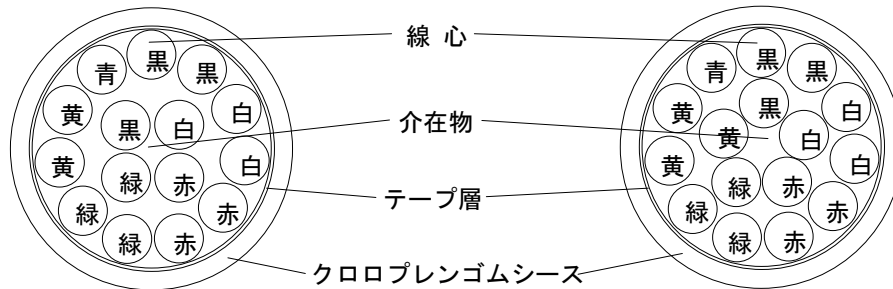 線 心
介在物
テープ層
クロロプレンゴムシース
青 黒 黒
黄 白
黒 白
黄 白
緑 赤
緑 赤
緑 赤
青 黒 黒
黄 黒 白
黄 白
黄 白
緑 赤
緑 赤
緑 赤